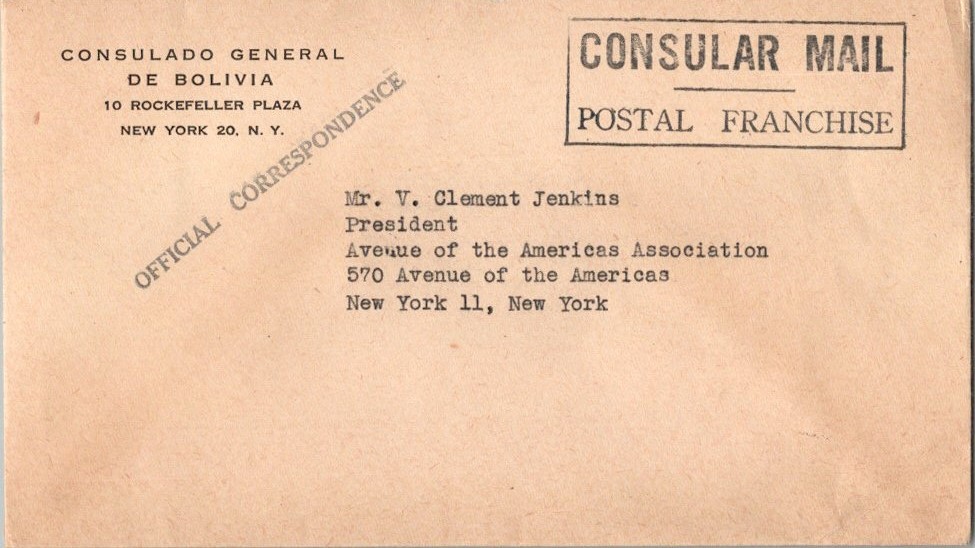 CONSULADO GENERAL
DE BOLIVIA
10 ROCKEFELLER PLAZA
NEW YORK 20, N. Y.
OFFICIAL CORRESPONDENCE
CONSULAR MAIL
POSTAL FRANCHISE
Mr. V. Clement Jenkins
President
Avenue of the Americas Association
570 Avenue of the Americas
New York 11, New York